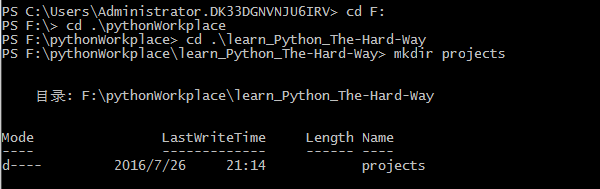 PS C:\Users\Administrator.DK33DGNVNJU6IRV> cd F:
PS F:\> cd .\pythonWorkplace
PS F:\pythonWorkplace> cd .\learn_Python_The-Hard-Way
PS F:\pythonWorkplace\learn_Python_The-Hard-Way> mkdir projects
目录: F:\pythonWorkplace\learn_Python_The-Hard-Way
Mode                LastWriteTime     Length Name
----                -------------     ------ ----
d----         2016/7/26     21:14            projects